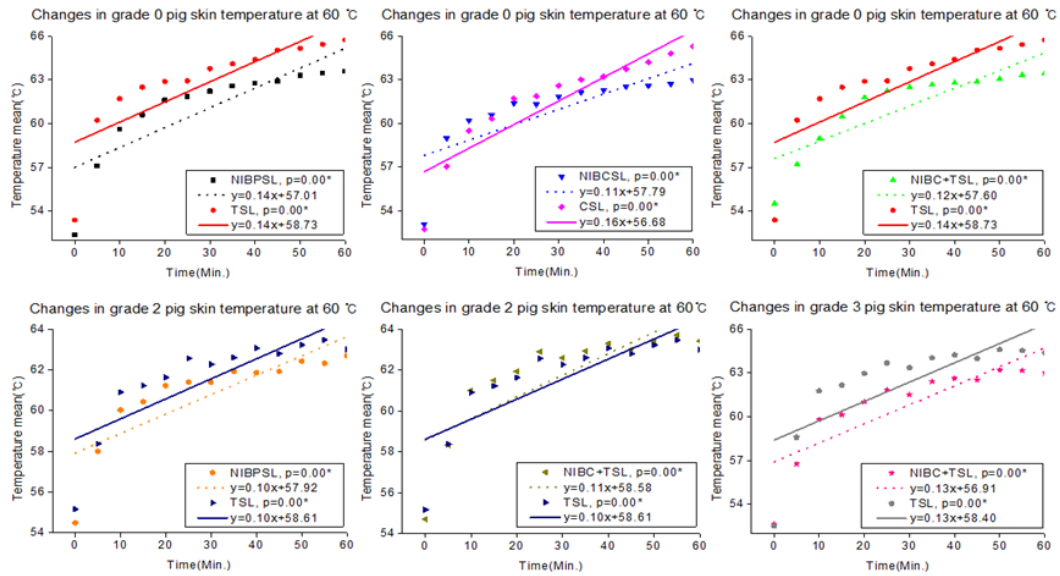 Changes in grade 0 pig skin temperature at 60 ℃
Temperature mean(℃)
66
63
60
57
54
NIBPSL, p=0.00*
y=0.14x+57.01
TSL, p=0.00*
y=0.14x+58.73
0 10 20 30 40 50 60
Time(Min.)
Changes in grade 0 pig skin temperature at 60 ℃
Temperature mean(℃)
66
63
60
57
54
NIBCSL, p=0.00*
y=0.11x+57.79
CSL, p=0.00*
y=0.16x+56.68
0 10 20 30 40 50 60
Time(Min.)
Changes in grade 0 pig skin temperature at 60 ℃
Temperature mean(℃)
66
63
60
57
54
NIBC+TSL, p=0.00*
y=0.12x+57.60
TSL, p=0.00*
y=0.14x+58.73
0 10 20 30 40 50 60
Time(Min.)
Changes in grade 2 pig skin temperature at 60 ℃
Temperature mean(℃)
64
62
60
58
56
54
NIBPSL, p=0.00*
y=0.10x+57.92
TSL, p=0.00*
y=0.10x+58.61
0 10 20 30 40 50 60
Time(Min.)
Changes in grade 2 pig skin temperature at 60 ℃
Temperature mean(℃)
64
62
60
58
56
54
NIBC+TSL, p=0.00*
y=0.11x+58.58
TSL, p=0.00*
y=0.10x+58.61
0 10 20 30 40 50 60
Time(Min.)
Changes in grade 3 pig skin temperature at 60 ℃
Temperature mean(℃)
66
63
60
57
54
NIBC+TSL, p=0.00*
y=0.13x+56.91
TSL, p=0.00*
y=0.13x+58.40
0 10 20 30 40 50 60
Time(Min.)